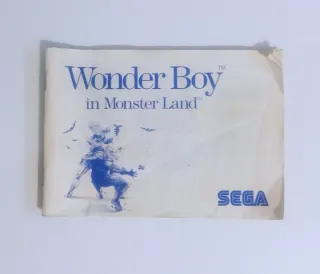 Wonder Boy™
in Monster Land™
SEGA